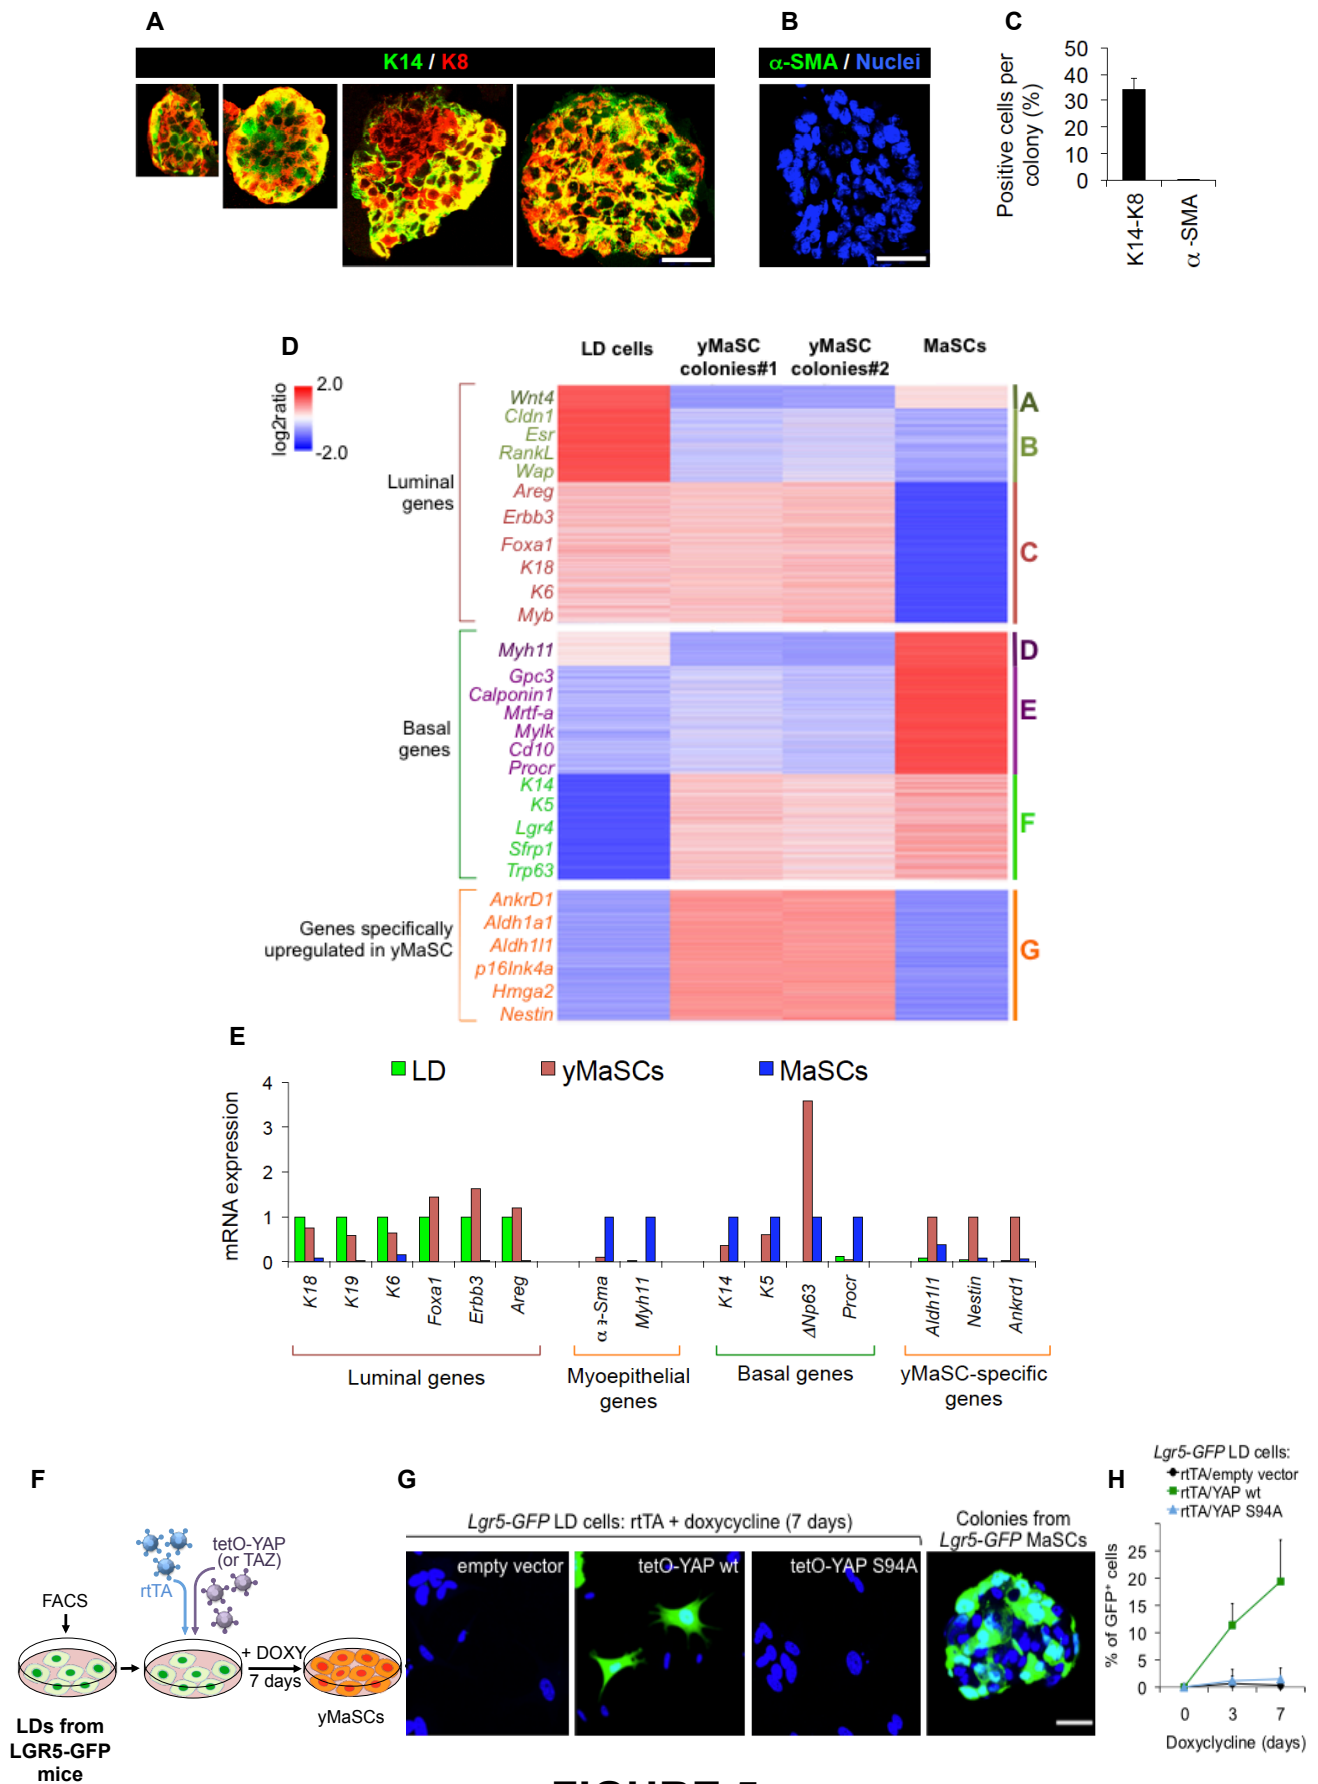 A
B
C
K14 / K8
α-SMA / Nuclei
Positive cells per
colony (%)
50
40
30
20
10
0
K14-K8
α-SMA
D
LD cells
yMaSC
colonies#1
yMaSC
colonies#2
MaSCs
log2ratio
2.0
-2.0
Luminal
genes
Wnt4
Cldn1
Esr
RankL
Wap
Areg
Erbb3
Foxa1
K18
K6
Myb
A
B
C
Basal
genes
Myh11
Gpc3
Calponin1
Mrtf-a
Mylk
Cd10
Procr
K14
K5
Lgr4
Sfrp1
Trp63
D
E
F
Genes specifically
upregulated in yMaSC
AnkrD1
Aldh1a1
Aldh1l1
p16Ink4a
Hmga2
Nestin
G
E
LD
yMaSCs
MaSCs
mRNA expression
4
3
2
1
0
K18
K19
K6
Foxa1
Erbb3
Areg
Myh11
K14
K5
ΔNp63
Procr
Aldh1l1
Nestin
Ankrd1
Luminal genes
Myoepithelial
genes
Basal genes
yMaSC-specific
genes
F
FACS
rtTA
tetO-YAP
(or TAZ)
+ DOXY
7 days
LDs from
LGR5-GFP
mice
yMaSCs
G
Lgr5-GFP LD cells: rtTA + doxycycline (7 days)
Colonies from
Lgr5-GFP MaSCs
empty vector
tetO-YAP wt
tetO-YAP S94A
H
Lgr5-GFP LD cells:
rtTA/empty vector
rtTA/YAP wt
rtTA/YAP S94A
% of GFP+ cells
25
20
15
10
5
0
0
3
7
Doxyclycline (days)